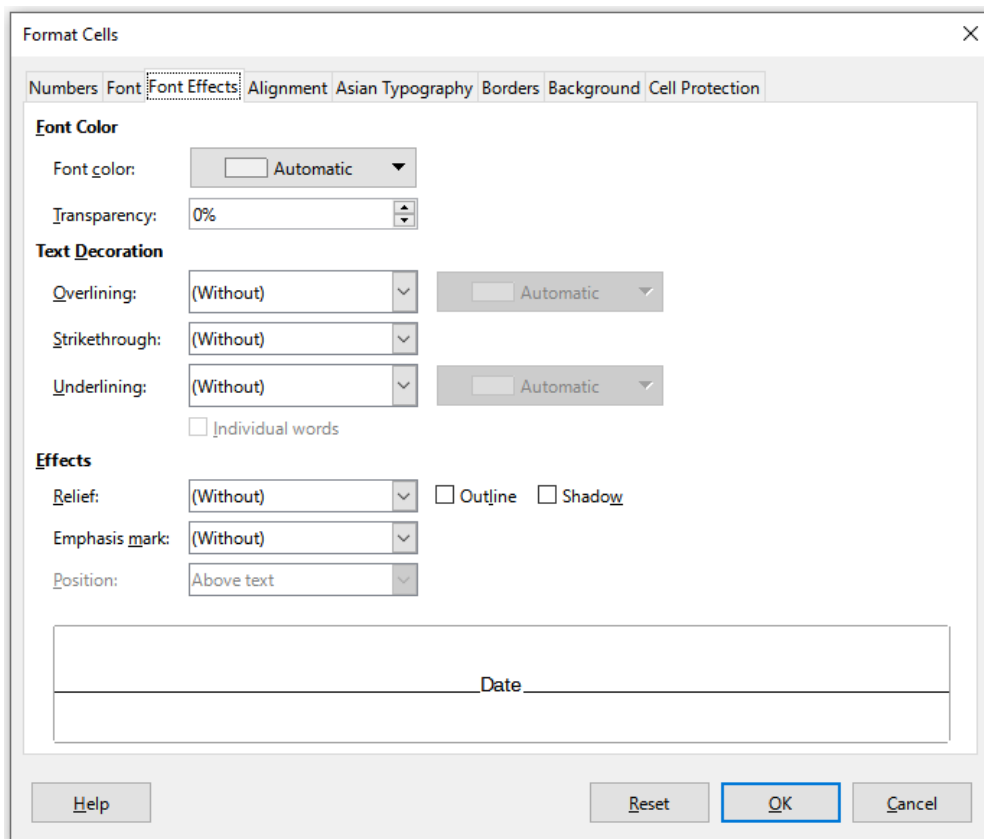 Format Cells
Numbers Font Font Effects Alignment Asian Typography Borders Background Cell Protection
Font Color
Font color: Automatic
Transparency: 0%
Text Decoration
Overlining: (Without) Automatic
Strikethrough: (Without)
Underlining: (Without) Automatic
Individual words
Effects
Relief: (Without) Outline Shadow
Emphasis mark: (Without)
Position: Above text
Date
Help Reset OK Cancel